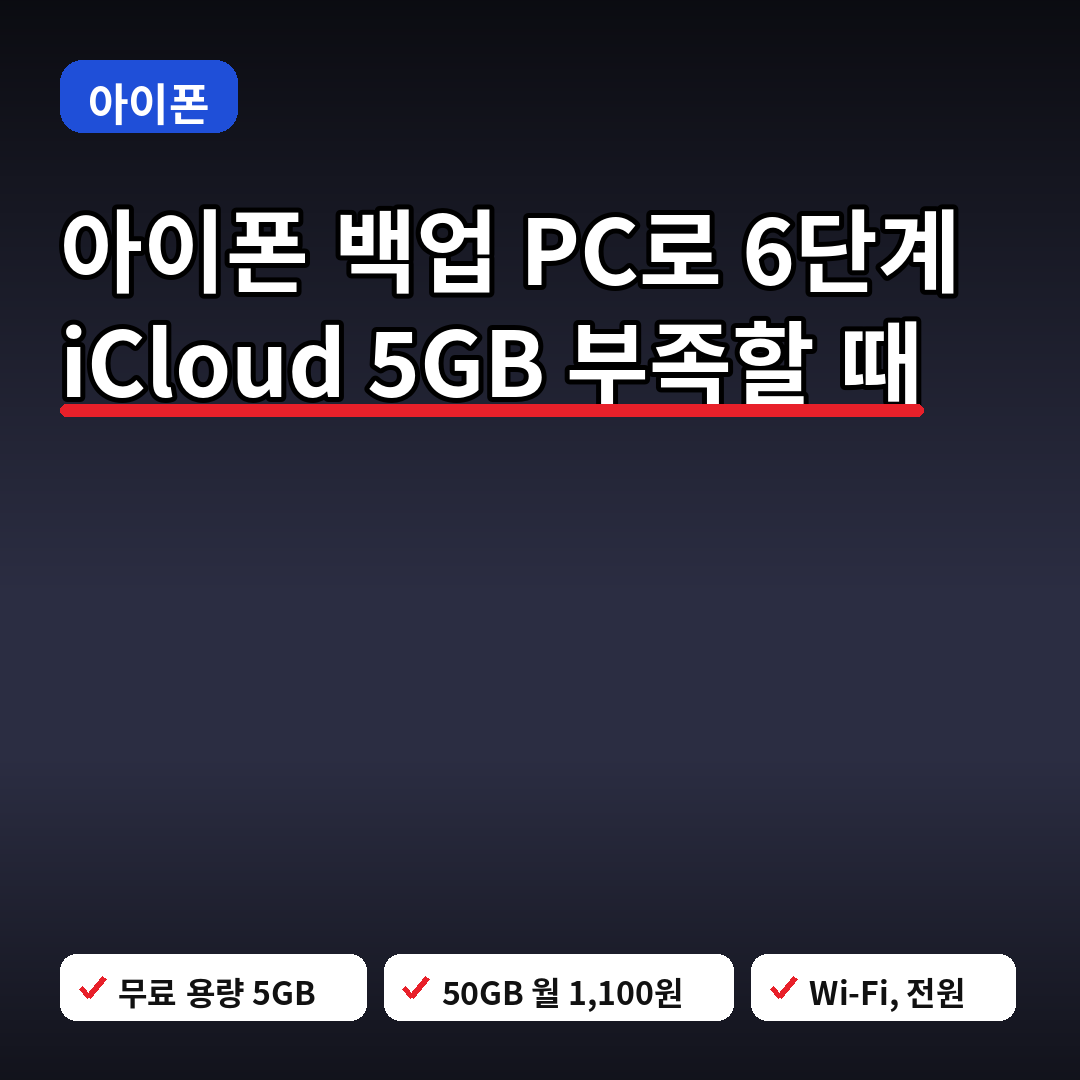 아이폰
아이폰 백업 PC로 6단계
iCloud 5GB 부족할 때
무료 용량 5GB
50GB 월 1,100원
Wi-Fi, 전원